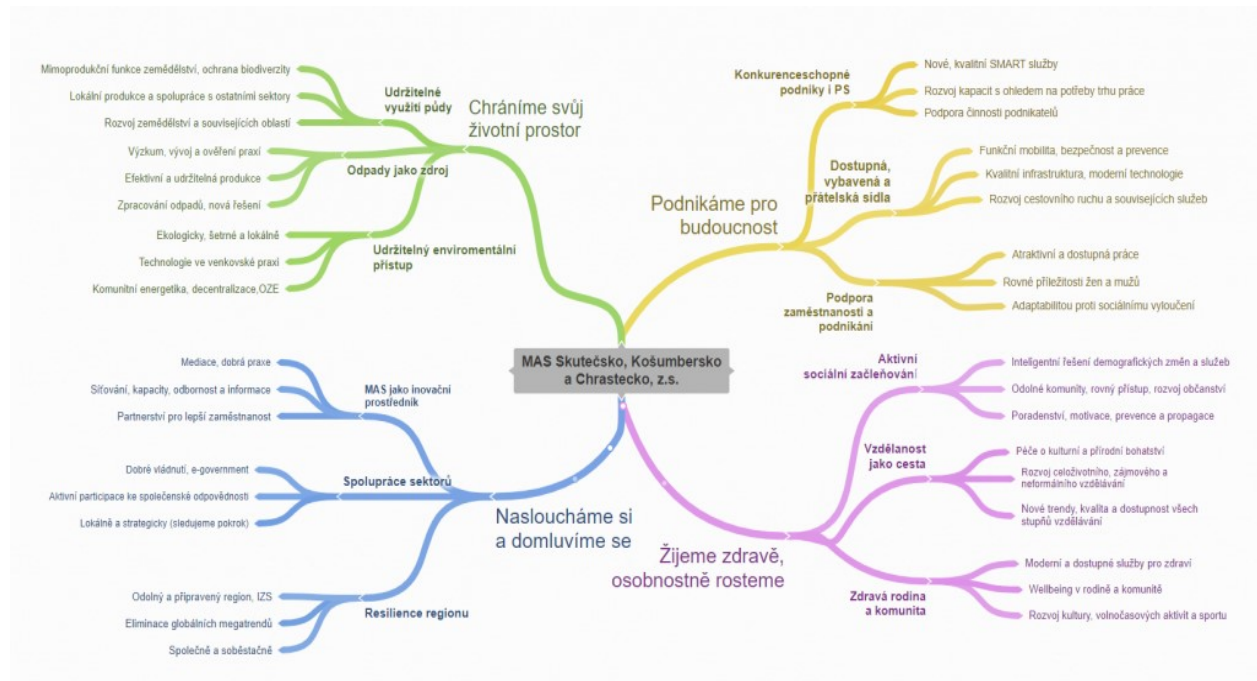 Mimoprodukční funkce zemědělství, ochrana biodiverzity
Lokální produkce a spolupráce s ostatními sektory
Rozvoj zemědělství a souvisejících oblastí
Udržitelné
využití půdy
Chráníme svůj
životní prostor
Výzkum, vývoj a ověření praxí
Efektivní a udržitelná produkce
Zpracování odpadů, nová řešení
Odpady jako zdroj
Ekologicky, šetrné a lokálně
Technologie ve venkovské praxi
Komunitní energetika, decentralizace,OZE
Udržitelný enviromentální
přístup
Konkurenceschopné
podniky i PS
Nové, kvalitní SMART služby
Rozvoj kapacit s ohledem na potřeby trhu práce
Podpora činnosti podnikatelů
Podnikáme pro
budoucnost
Dostupná,
vybavená a
přátelská sídla
Funkční mobilita, bezpečnost a prevence
Kvalitní infrastruktura, moderní technologie
Rozvoj cestovního ruchu a souvisejících služeb
Podpora
zaměstnanosti a
podnikání
Atraktivní a dostupná práce
Rovné příležitosti žen a mužů
Adaptabilitou proti sociálnímu vyloučení
MAS Skutečsko, Košumbersko
a Chrastecko, z.s.
Mediace, dobrá praxe
Síťování, kapacity, odbornost a informace
Partnerství pro lepší zaměstnanost
MAS jako inovační
prostředník
Dobré vládnutí, e-government
Aktivní participace ke společenské odpovědnosti
Lokálně a strategicky (sledujeme pokrok)
Spolupráce sektorů
Nasloucháme si
a domluvíme se
Odolný a připravený region, IZS
Eliminace globálních megatrendů
Společně a soběstačně
Resilience regionu
Aktivní
sociální začleňování
Inteligentní řešení demografických změn a služeb
Odolné komunity, rovný přístup, rozvoj občanství
Poradenství, motivace, prevence a propagace
Vzdělanost
jako cesta
Péče o kulturní a přírodní bohatství
Rozvoj celoživotního, zájmového a
neformálního vzdělávání
Nové trendy, kvalita a dostupnost všech
stupňů vzdělávání
Žijeme zdravě,
osobnostně rosteme
Zdravá rodina
a komunita
Moderní a dostupné služby pro zdraví
Wellbeing v rodině a komunitě
Rozvoj kultury, volnočasových aktivit a sportu